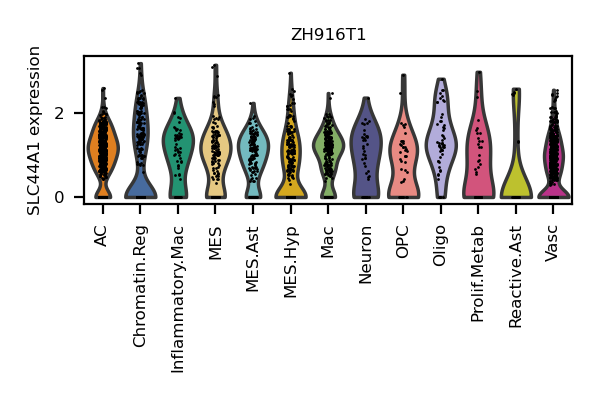 ZH916T1
SLC44A1 expression
2
0
AC
Chromatin.Reg
Inflammatory.Mac
MES
MES.Ast
MES.Hyp
Mac
Neuron
OPC
Oligo
Prolif.Metab
Reactive.Ast
Vasc